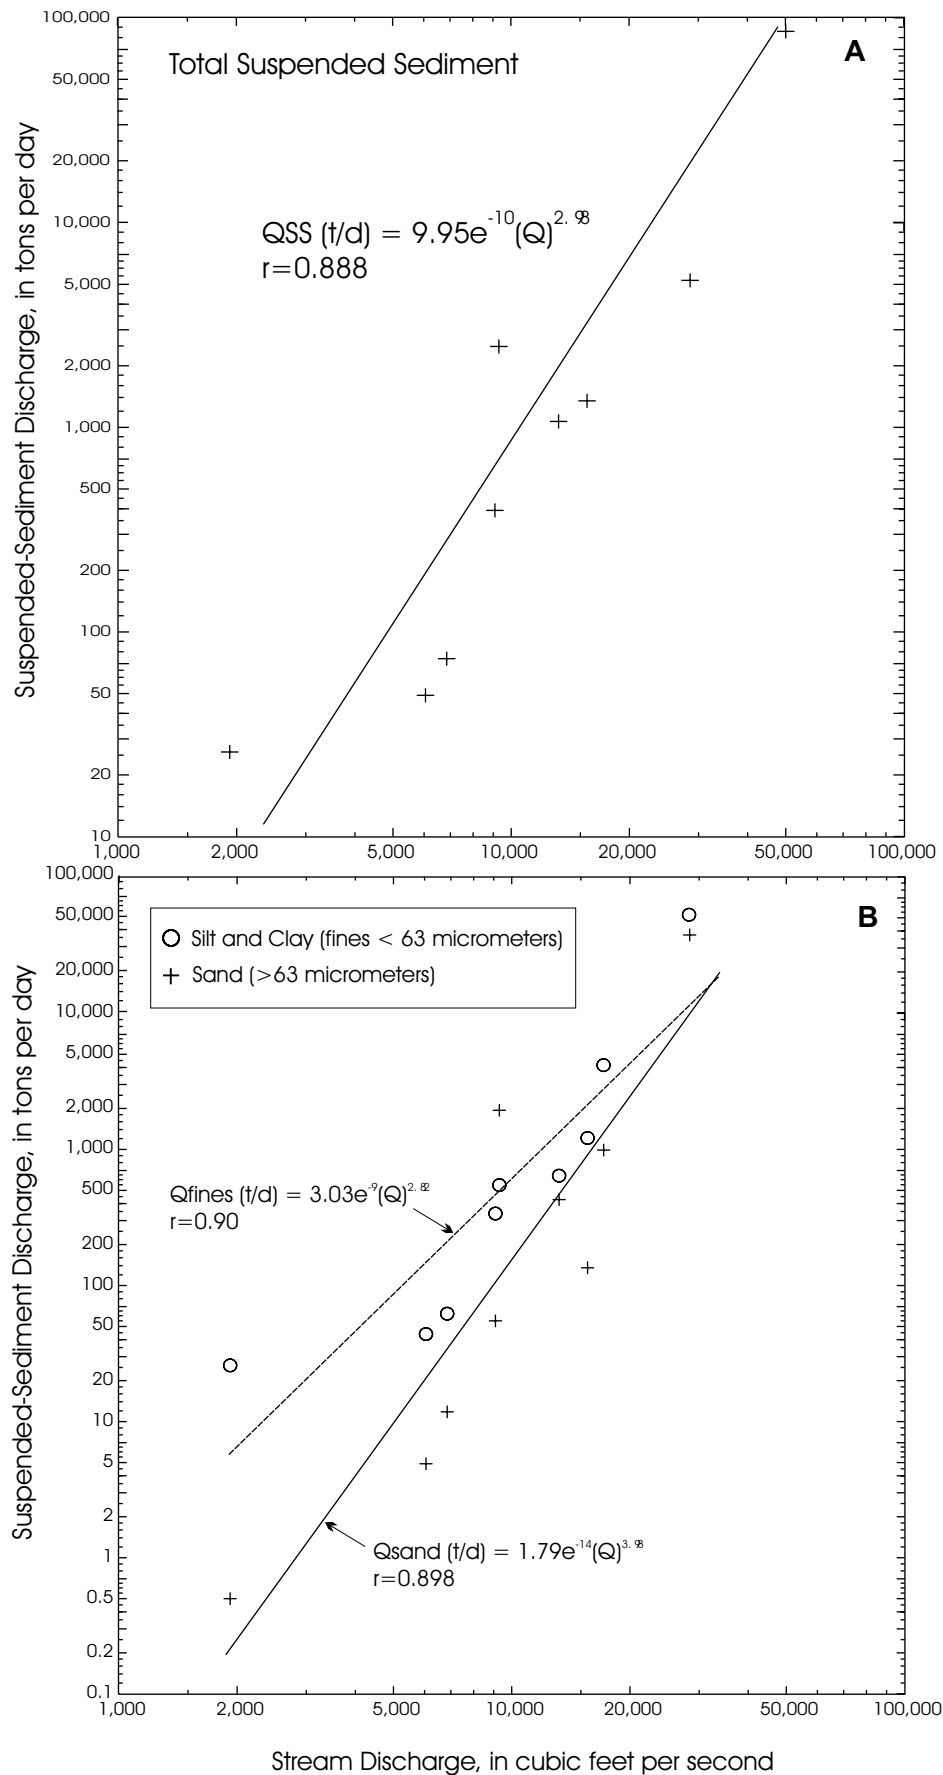 100,000
A
Total Suspended Sediment
50,000
20,000
10,000
QSS (t/d) = 9.95e-10(Q)2.98
r=0.888
5,000
2,000
1,000
500
200
100
50
20
10
Suspended-Sediment Discharge, in tons per day
1,000 2,000 5,000 10,000 20,000 50,000 100,000
100,000
B
50,000
Silt and Clay (fines < 63 micrometers)
Sand (>63 micrometers)
20,000
10,000
5,000
2,000
1,000
500
Qfines (t/d) = 3.03e-9(Q)2.82
r=0.90
200
100
50
20
10
5
2
1
Qsand (t/d) = 1.79e-14(Q)3.98
r=0.898
0.5
0.2
0.1
Suspended-Sediment Discharge, in tons per day
1,000 2,000 5,000 10,000 20,000 50,000 100,000
Stream Discharge, in cubic feet per second